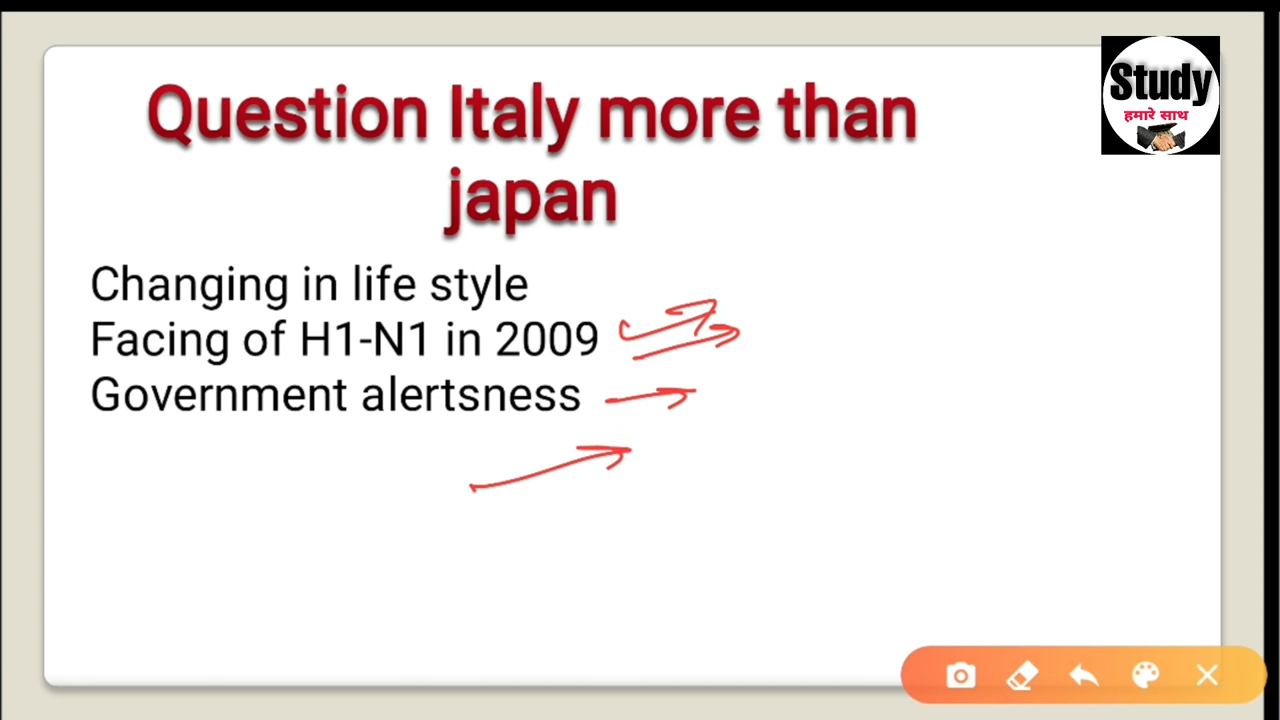 Question Italy more than
japan
Study
हमारे साथ
Changing in life style
Facing of H1-N1 in 2009
Government alertsness